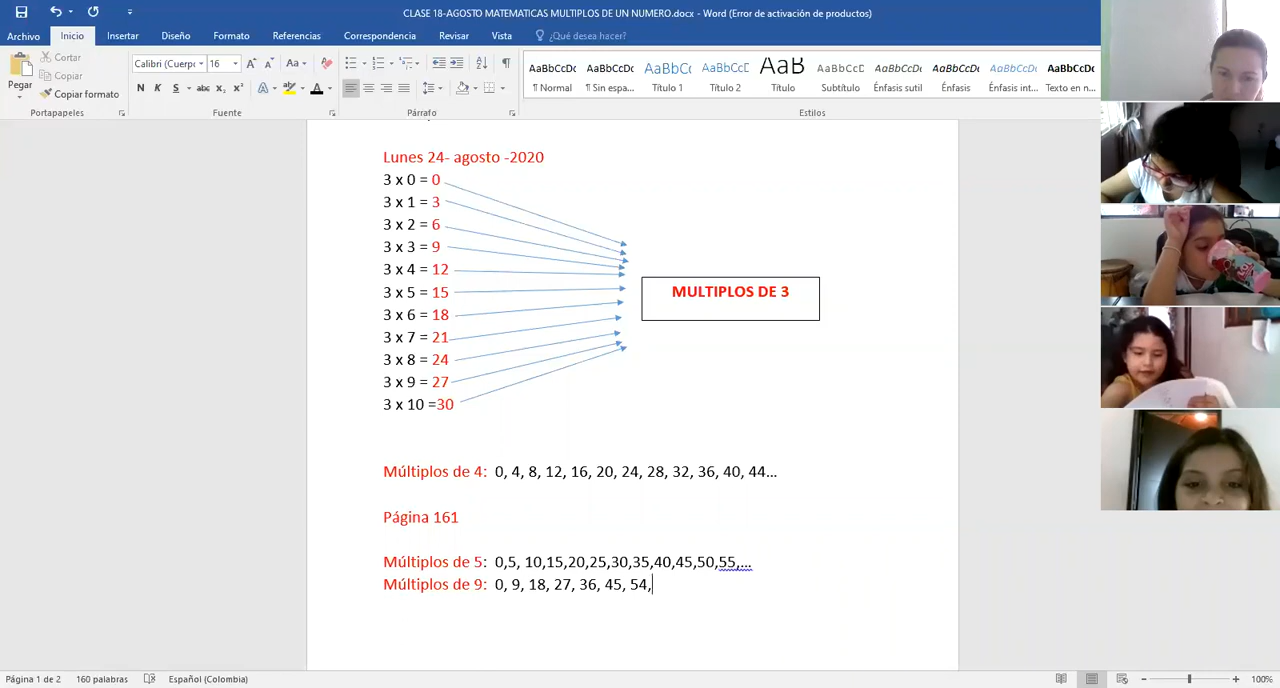 CLASE 18-AGOSTO MATEMATICAS MULTIPLOS DE UN NUMERO.docx - Word (Error de activación de productos)
Archivo Inicio Insertar Diseño Formato Referencias Correspondencia Revisar Vista ¿Qué desea hacer?
Pegar
Cortar
Copiar
Copiar formato
Portapapeles
Calibri (Cuerp 16
N K S abc x₂ x²
Fuente
Párrafo
AaBbCcDc AaBbCcDc AaBbCc AaBbCcD AaB AaBbCcD AaBbCcDc AaBbCcDc AaBbCcDc AaBbCcDc
¶ Normal ¶ Sin espa... Título 1 Título 2 Título Subtítulo Énfasis sutil Énfasis Énfasis int... Texto en n...
Estilos
Lunes 24- agosto -2020
3 x 0 = 0
3 x 1 = 3
3 x 2 = 6
3 x 3 = 9
3 x 4 = 12
3 x 5 = 15
3 x 6 = 18
3 x 7 = 21
3 x 8 = 24
3 x 9 = 27
3 x 10 =30
MULTIPLOS DE 3
Múltiplos de 4: 0, 4, 8, 12, 16, 20, 24, 28, 32, 36, 40, 44...
Página 161
Múltiplos de 5: 0,5, 10,15,20,25,30,35,40,45,50,55,...
Múltiplos de 9: 0, 9, 18, 27, 36, 45, 54,
Página 1 de 2 160 palabras Español (Colombia) 100%